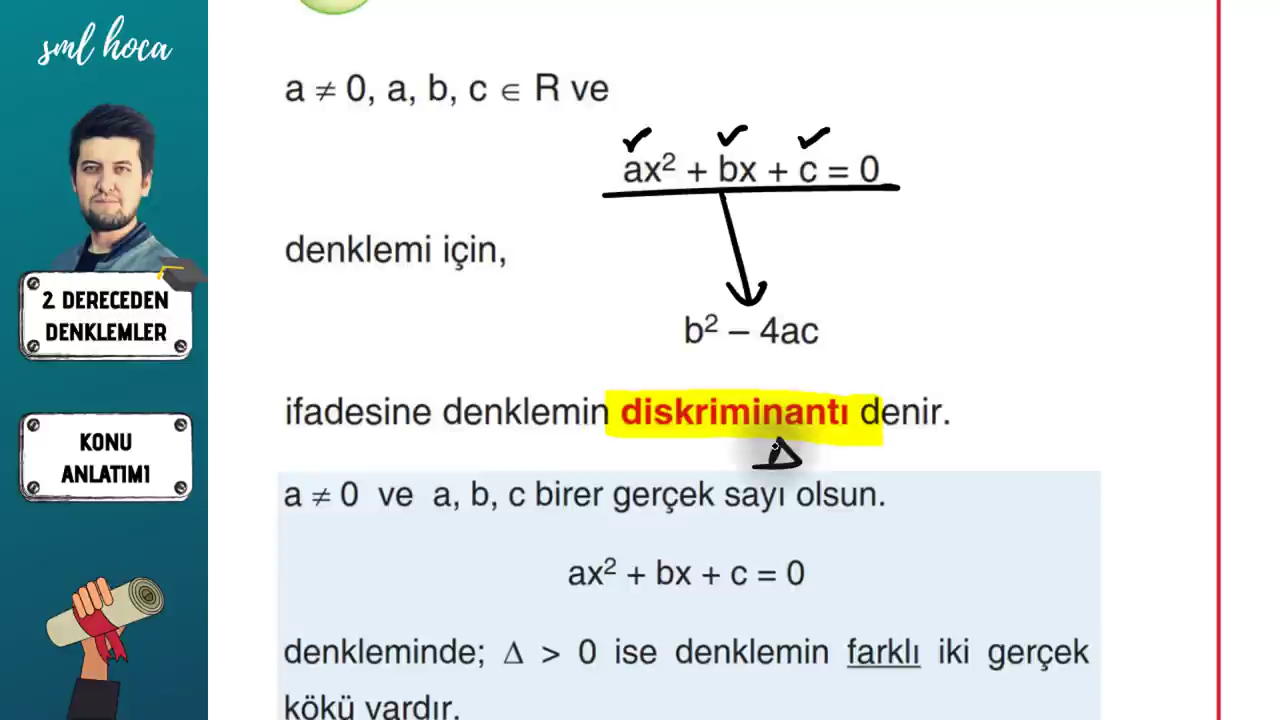 sml hoca
2. DERECEDEN
DENKLEMLER
KONU
ANLATIMI
a ≠ 0, a, b, c ∈ R ve
ax² + bx + c = 0
denklemi için,
b² – 4ac
ifadesine denklemin diskriminantı denir.
Δ
a ≠ 0 ve a, b, c birer gerçek sayı olsun.
ax² + bx + c = 0
denkleminde; Δ > 0 ise denklemin farklı iki gerçek
kökü vardır.